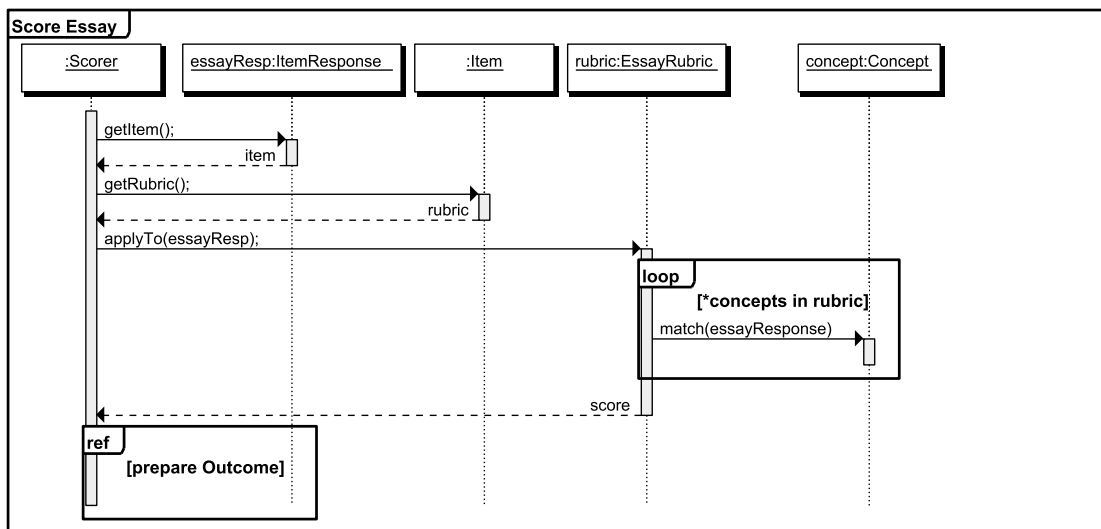 Score Essay
:Scorer
essayResp:ItemResponse
:Item
rubric:EssayRubric
concept:Concept
getItem();
item
getRubric();
rubric
applyTo(essayResp);
loop
[*concepts in rubric]
match(essayResponse)
score
ref
[prepare Outcome]